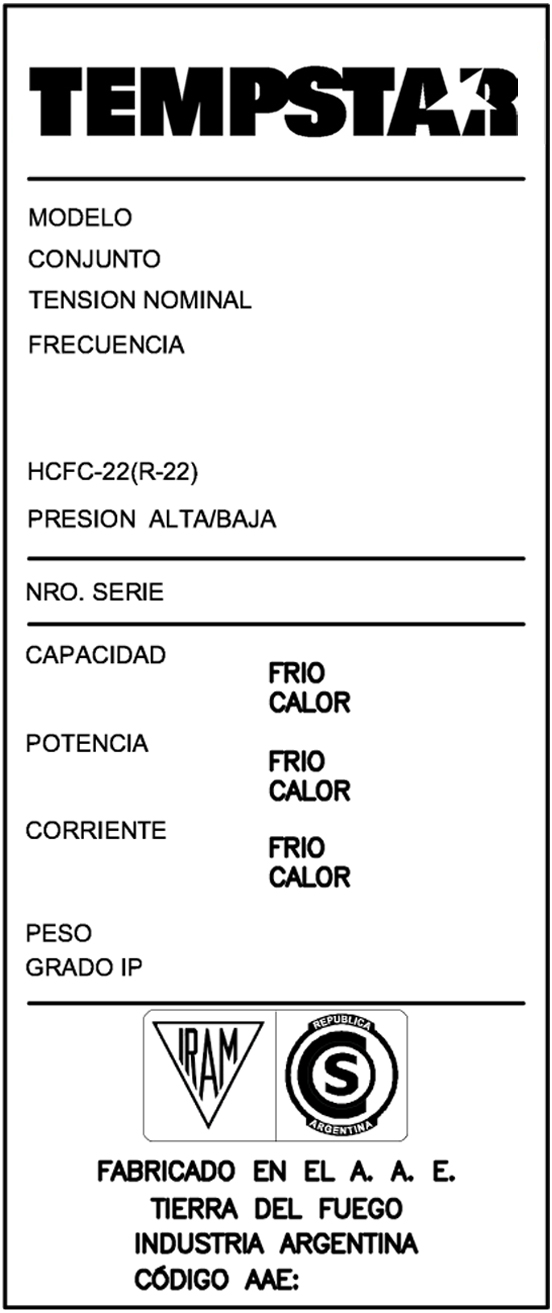 TEMPSTAR
MODELO
CONJUNTO
TENSION NOMINAL
FRECUENCIA
HCFC-22(R-22)
PRESION ALTA/BAJA
NRO. SERIE
CAPACIDAD
FRIO
CALOR
POTENCIA
FRIO
CALOR
CORRIENTE
FRIO
CALOR
PESO
GRADO IP
IRAM
REPUBLICA
CS
ARGENTINA
FABRICADO EN EL A. A. E.
TIERRA DEL FUEGO
INDUSTRIA ARGENTINA
CÓDIGO AAE: